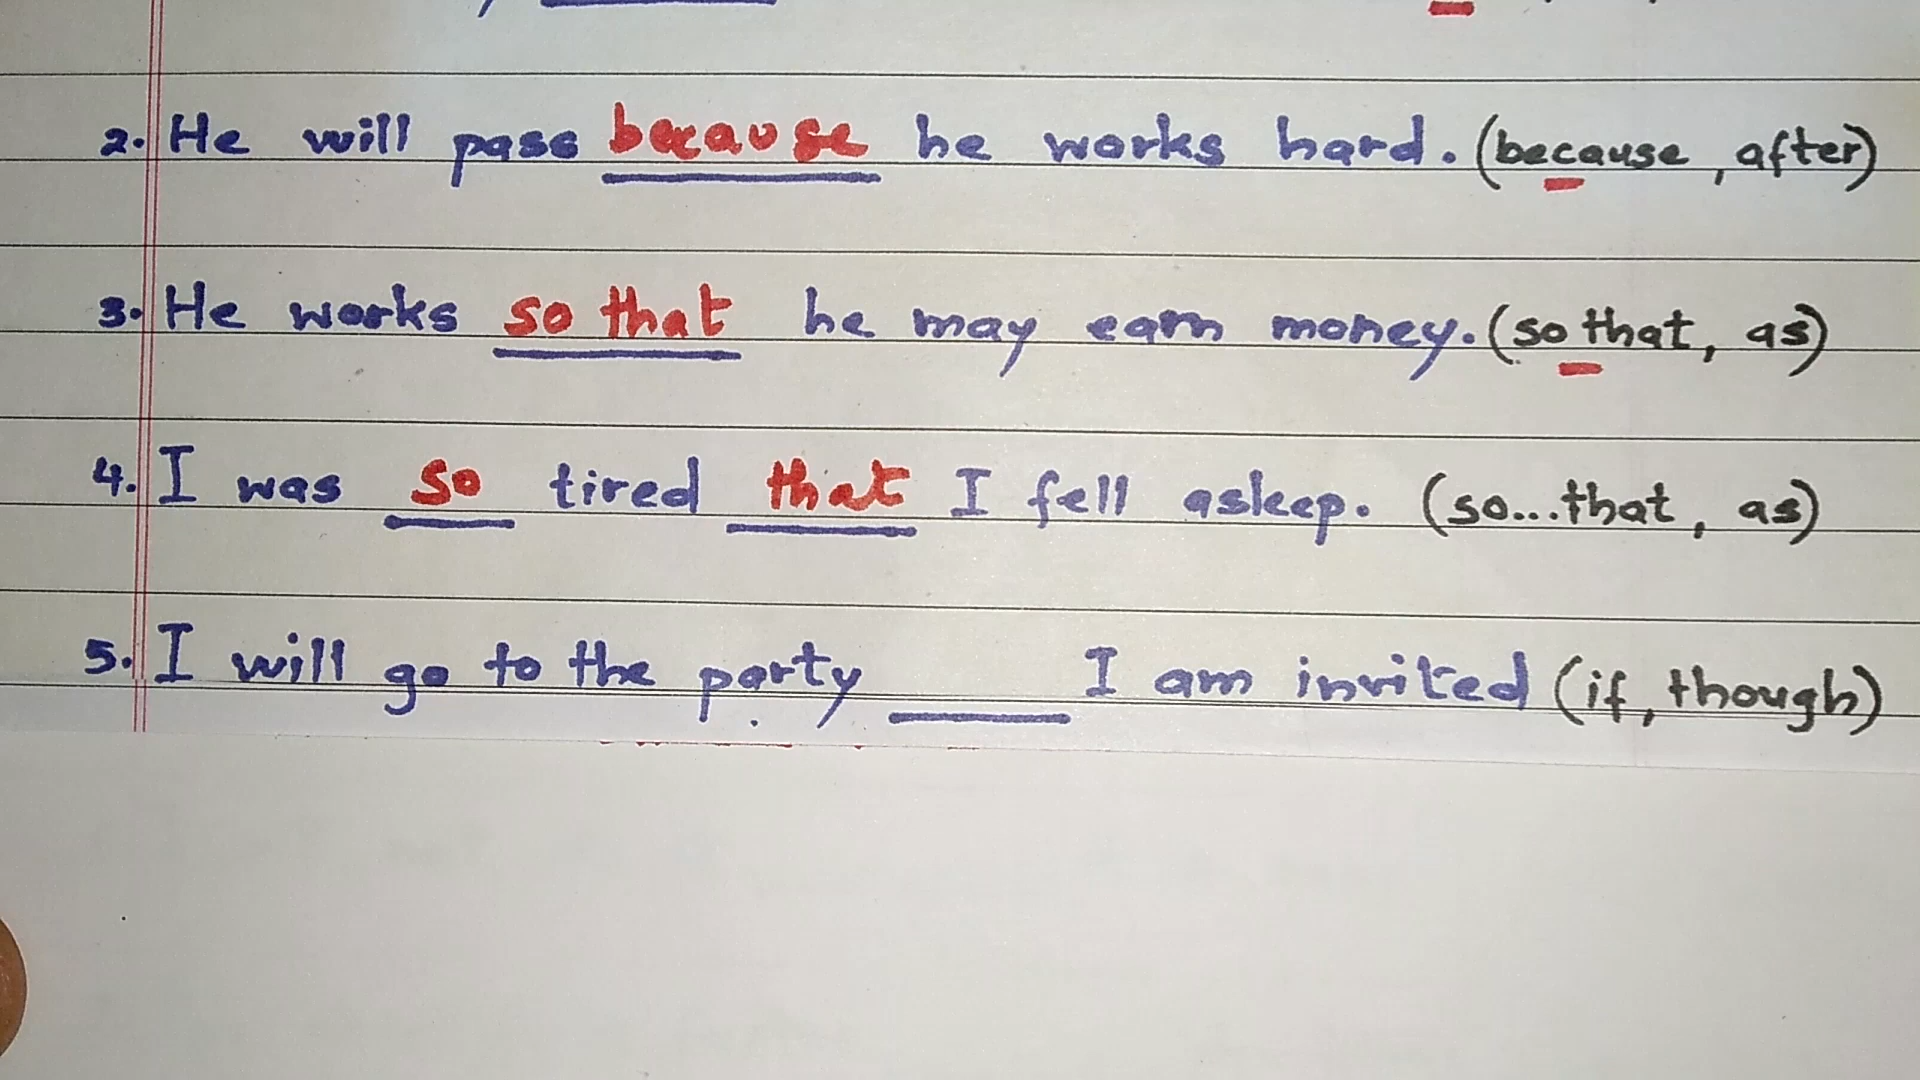 2. He will pass because he works hard. (because, after)
3. He works so that he may earn money. (so that, as)
4. I was so tired that I fell asleep. (so...that, as)
5. I will go to the party ____ I am invited (if, though)